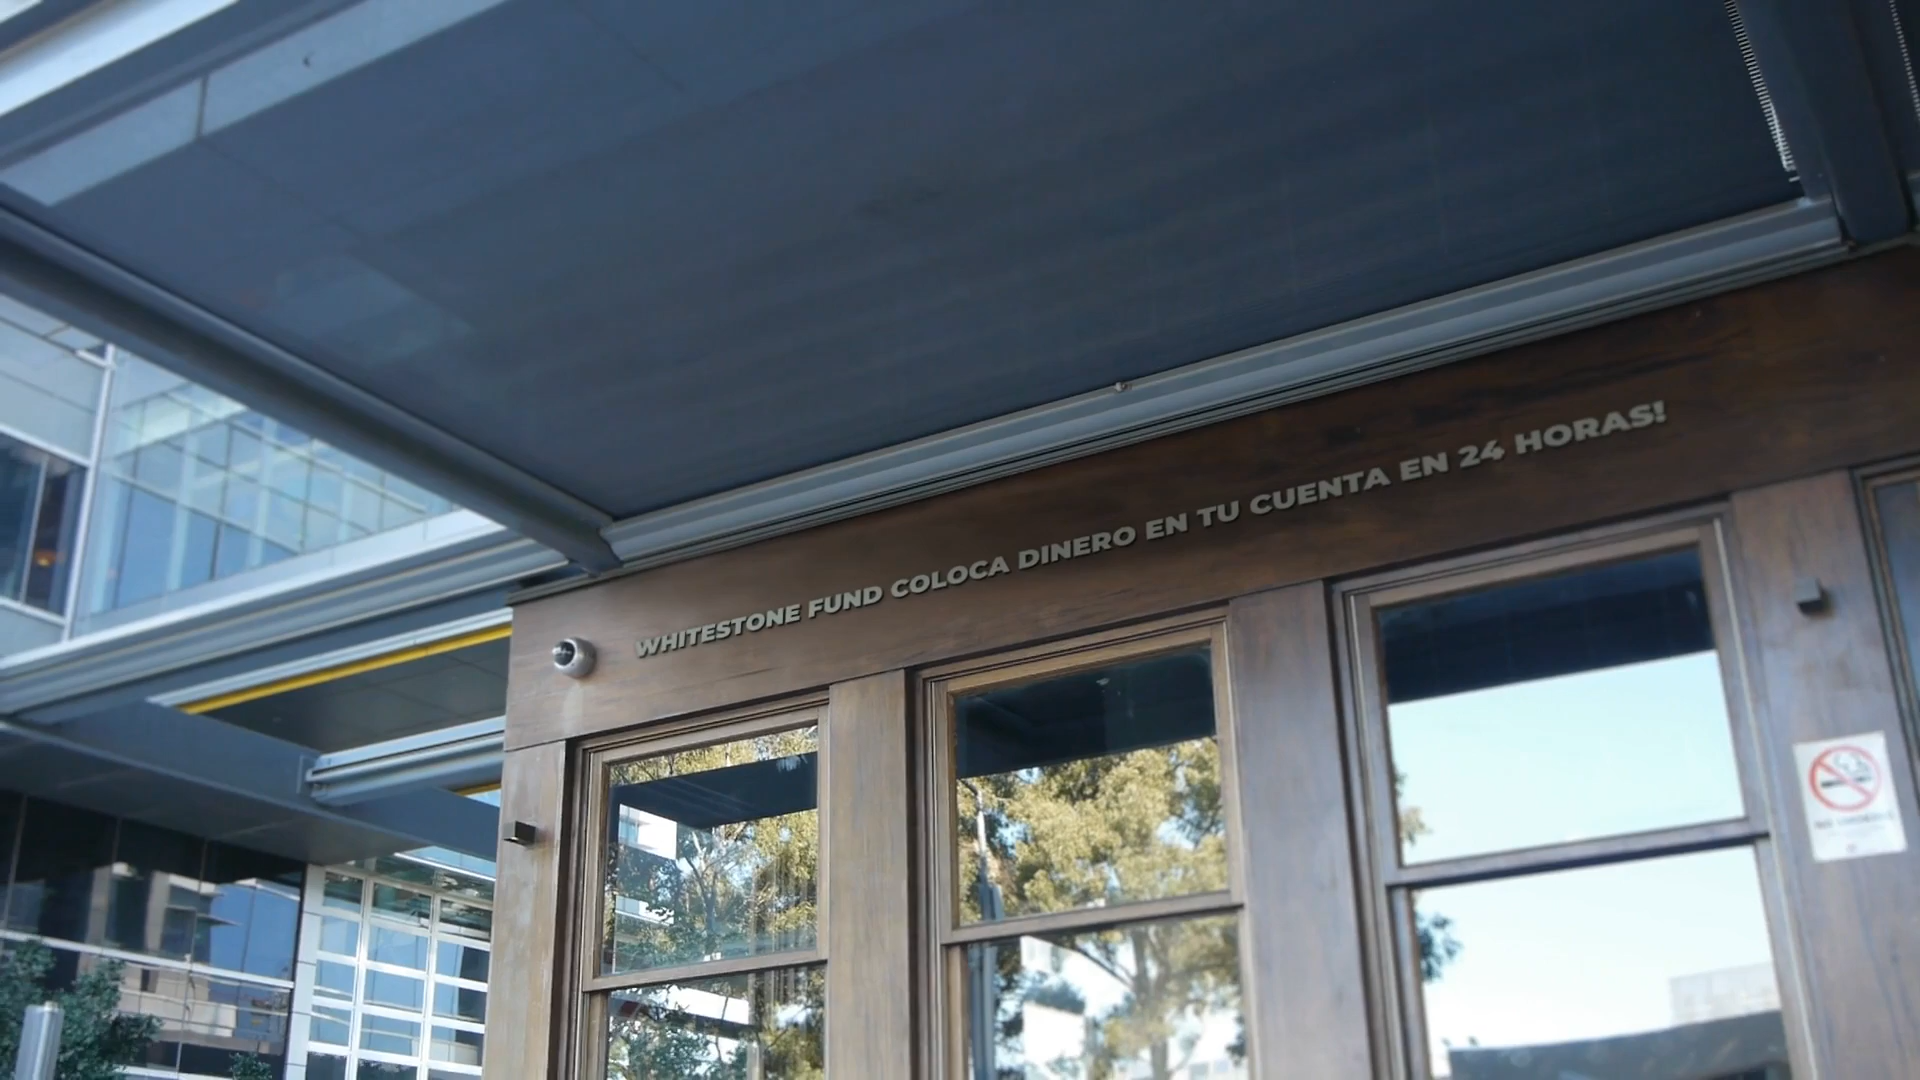 WHITESTONE FUND COLOCA DINERO EN TU CUENTA EN 24 HORAS!